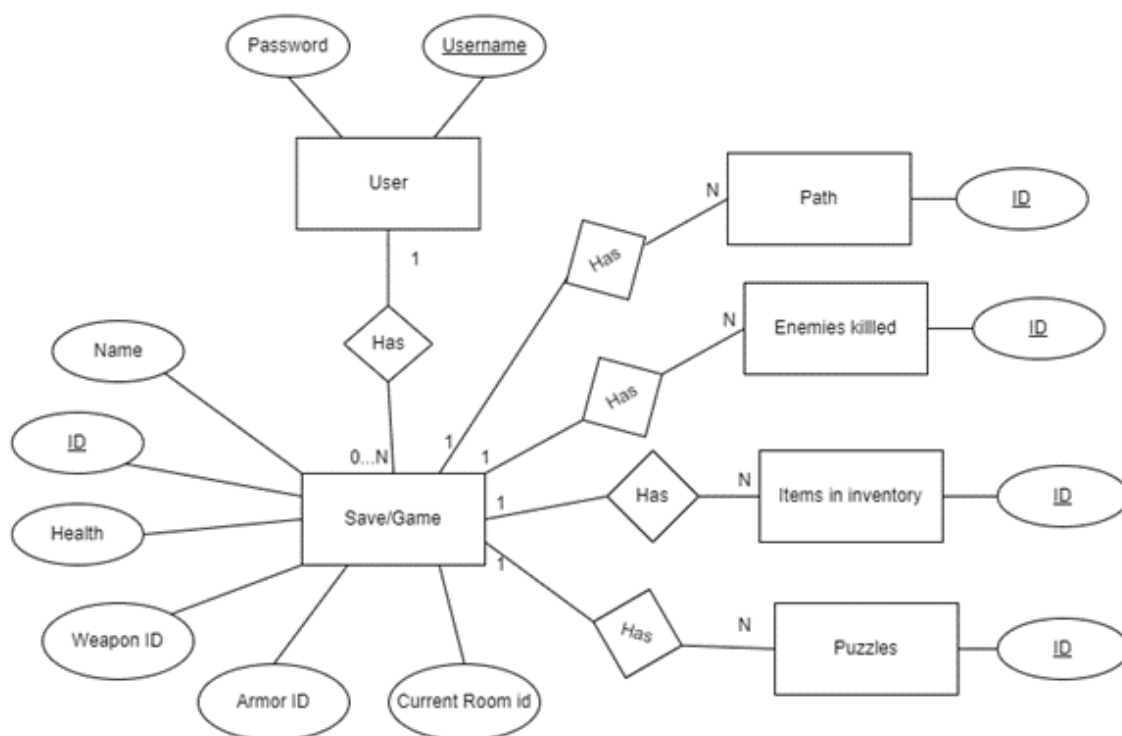 Password
Username
User
1
Has
0...N
Name
ID
Health
Weapon ID
Armor ID
Current Room id
Save/Game
1
Has
N
Path
ID
1
Has
N
Enemies killled
ID
1
Has
N
Items in inventory
ID
1
Has
N
Puzzles
ID